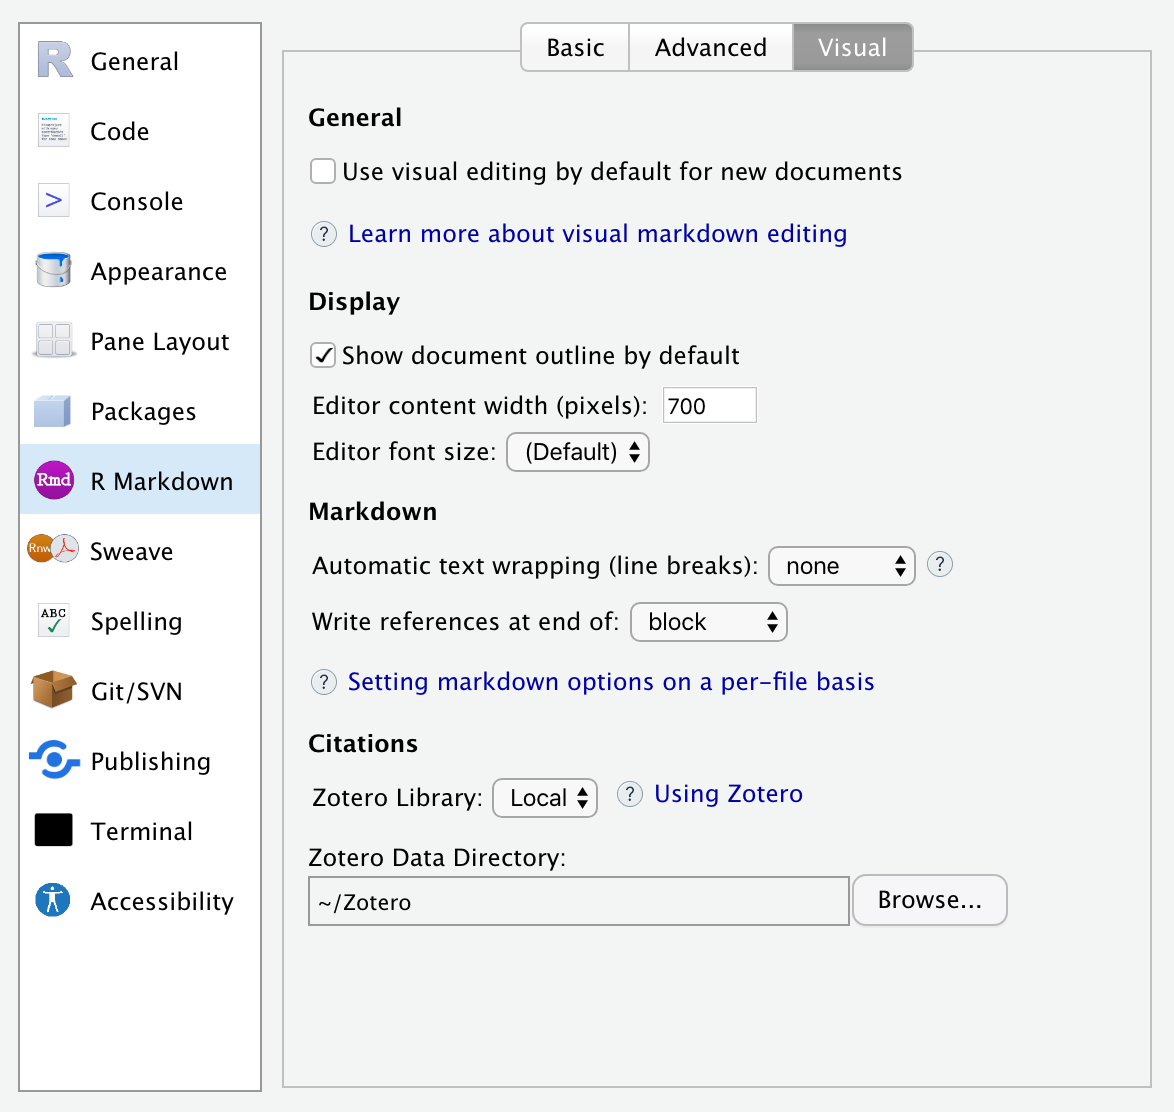 General
Code
Console
Appearance
Pane Layout
Packages
Rmd R Markdown
Rnw Sweave
ABC Spelling
Git/SVN
Publishing
Terminal
Accessibility
Basic Advanced Visual
General
Use visual editing by default for new documents
? Learn more about visual markdown editing
Display
Show document outline by default
Editor content width (pixels): 700
Editor font size: (Default)
Markdown
Automatic text wrapping (line breaks): none ?
Write references at end of: block
? Setting markdown options on a per-file basis
Citations
Zotero Library: Local ? Using Zotero
Zotero Data Directory:
~/Zotero Browse...